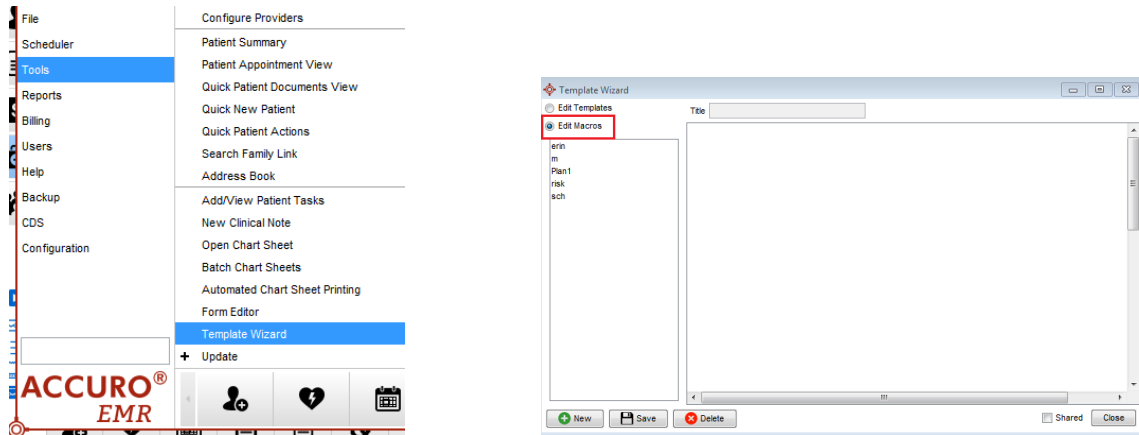 File
Scheduler
Tools
Reports
Billing
Users
Help
Backup
CDS
Configuration
ACCURO®
EMR
Configure Providers
Patient Summary
Patient Appointment View
Quick Patient Documents View
Quick New Patient
Quick Patient Actions
Search Family Link
Address Book
Add/View Patient Tasks
New Clinical Note
Open Chart Sheet
Batch Chart Sheets
Automated Chart Sheet Printing
Form Editor
Template Wizard
+ Update
Template Wizard
Edit Templates
Title
Edit Macros
erin
m
Plan1
risk
sch
New Save Delete
Shared Close